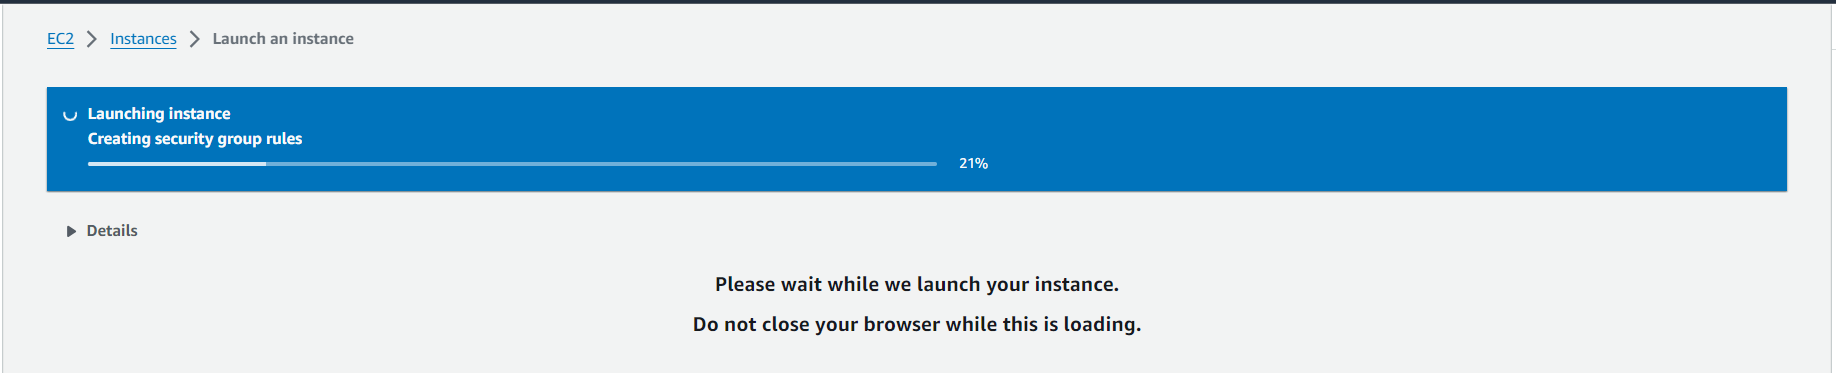 EC2 Instances Launch an instance
Launching instance
Creating security group rules
21%
Details
Please wait while we launch your instance.
Do not close your browser while this is loading.